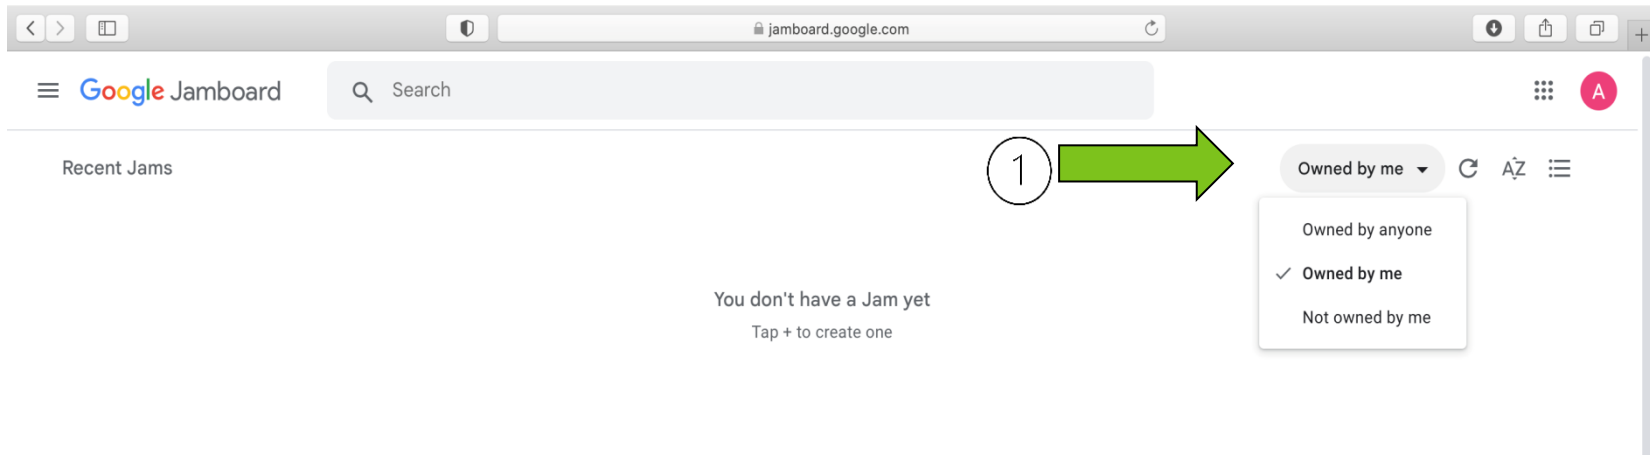 jamboard.google.com
Google Jamboard
Search
A
Recent Jams
1
Owned by me
AZ
Owned by anyone
Owned by me
Not owned by me
You don't have a Jam yet
Tap + to create one